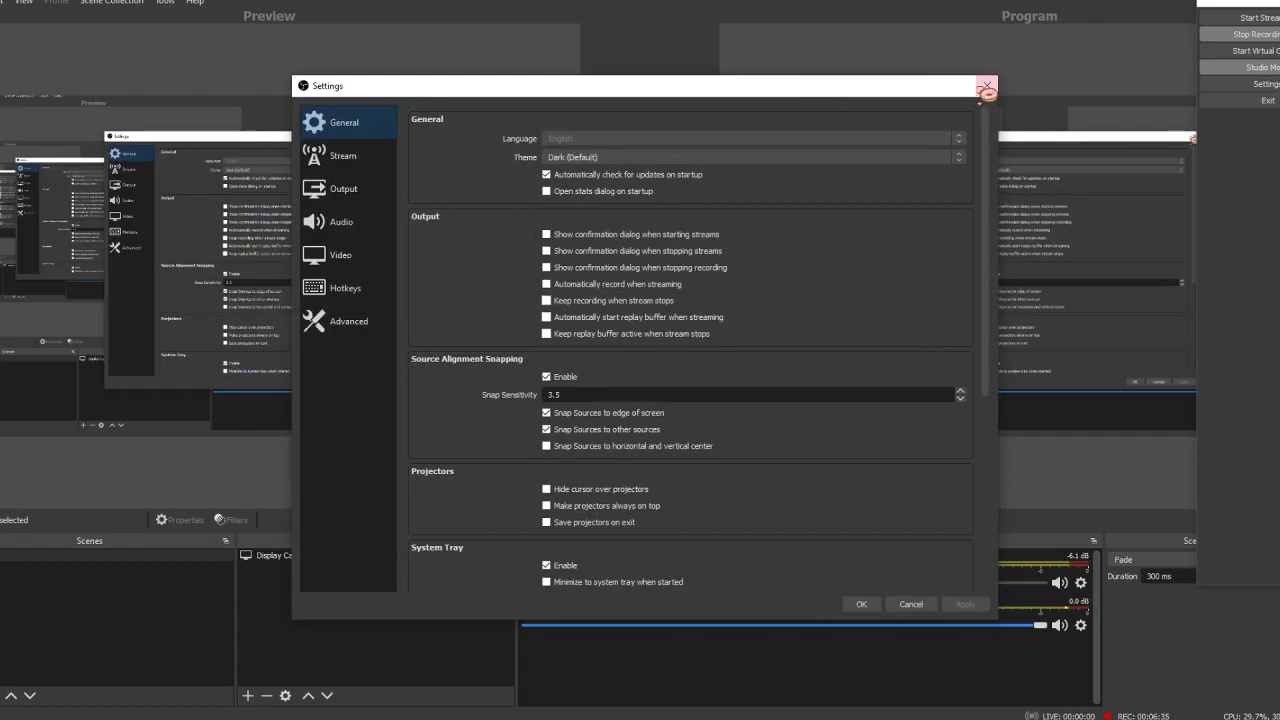 View Profile Scene Collection Tools Help
Preview
Program
Settings
General
Stream
Output
Audio
Video
Hotkeys
Advanced
General
Language English
Theme Dark (Default)
Automatically check for updates on startup
Open stats dialog on startup
Output
Show confirmation dialog when starting streams
Show confirmation dialog when stopping streams
Show confirmation dialog when stopping recording
Automatically record when streaming
Keep recording when stream stops
Automatically start replay buffer when streaming
Keep replay buffer active when stream stops
Source Alignment Snapping
Enable
Snap Sensitivity 3.5
Snap Sources to edge of screen
Snap Sources to other sources
Snap Sources to horizontal and vertical center
Projectors
Hide cursor over projectors
Make projectors always on top
Save projectors on exit
System Tray
Enable
Minimize to system tray when started
OK Cancel Apply
Start Strea
Stop Recordin
Start Virtual C
Studio Mo
Settings
Exit
selected
Properties Filters
Scenes
Display Ca
-6.1 dB
0.0 dB
Sce
Fade
Duration 300 ms
LIVE: 00:00:00 REC: 00:06:35 CPU: 29.7%, 30